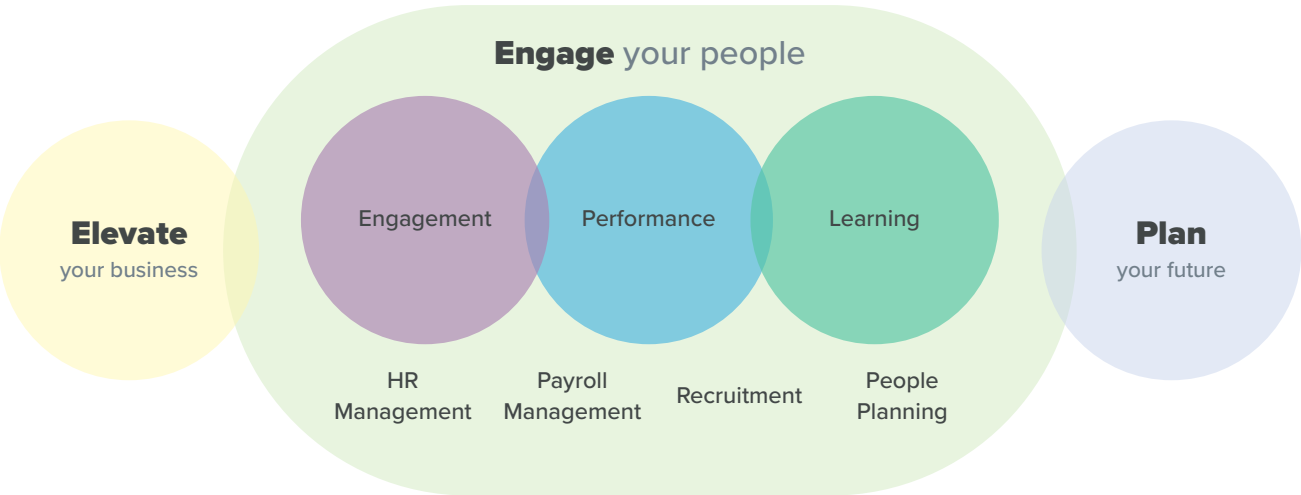 Engage your people
Elevate
your business
Engagement
Performance
Learning
Plan
your future
HR
Management
Payroll
Management
Recruitment
People
Planning